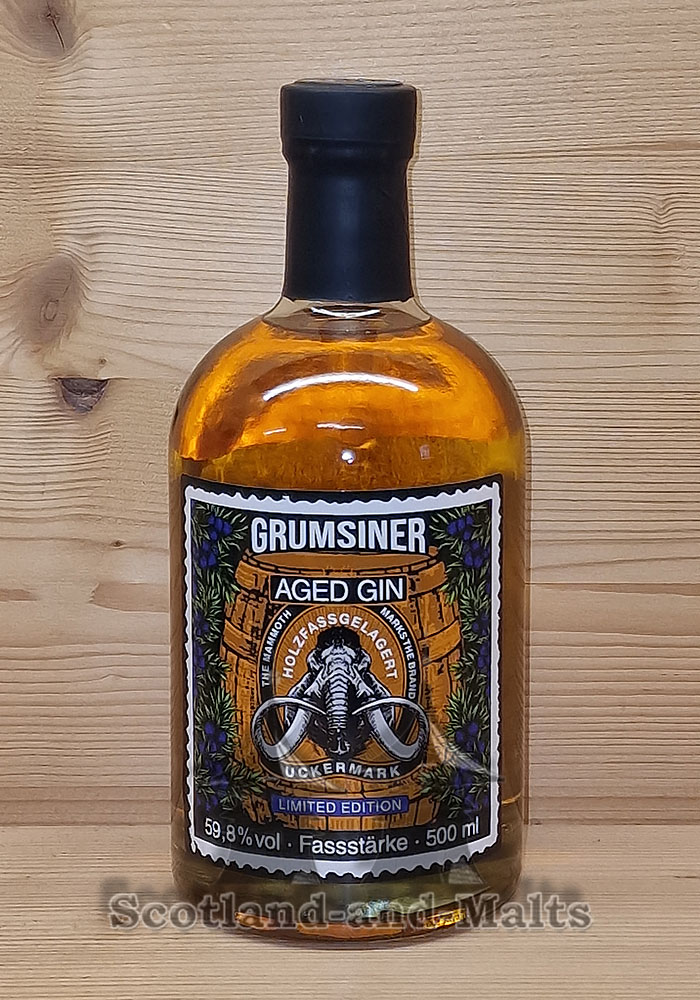 GRUMSINER
AGED GIN
THE MAMMOTH MARKS THE BRAND
HOLZFASSGELAGERT
UCKERMARK
LIMITED EDITION
59,8%vol · Fassstärke · 500 ml
Scotland-and-Malts